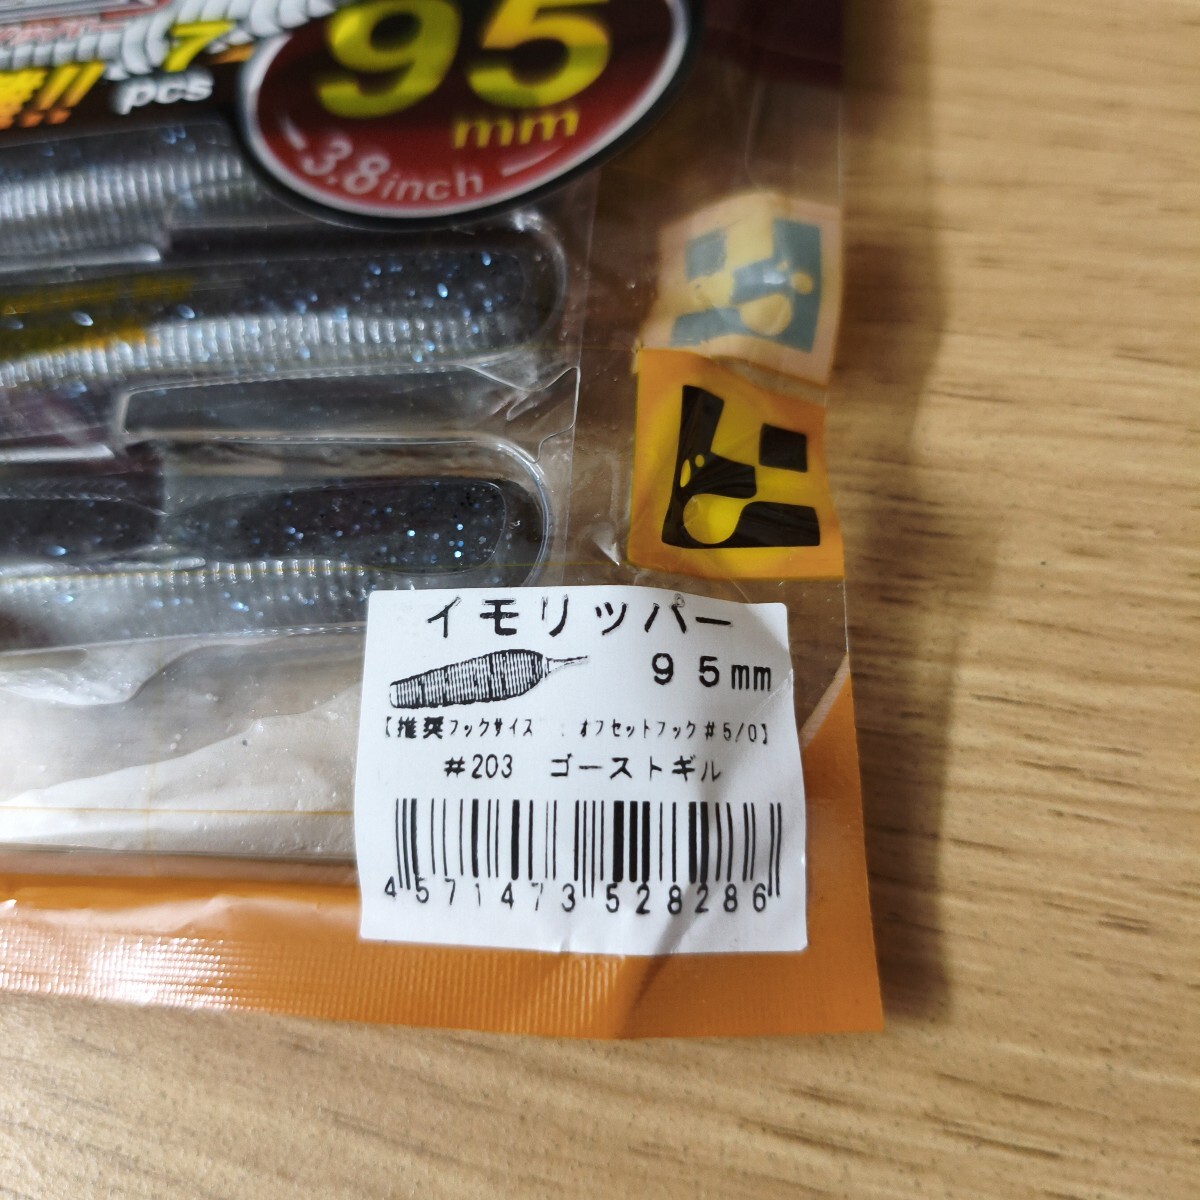 95
mm
3.8inch
7
pcs
!!
イモリッパー
95mm
【推奨フックサイズ : オフセットフック#5/0】
#203 ゴーストギル
4571473528286